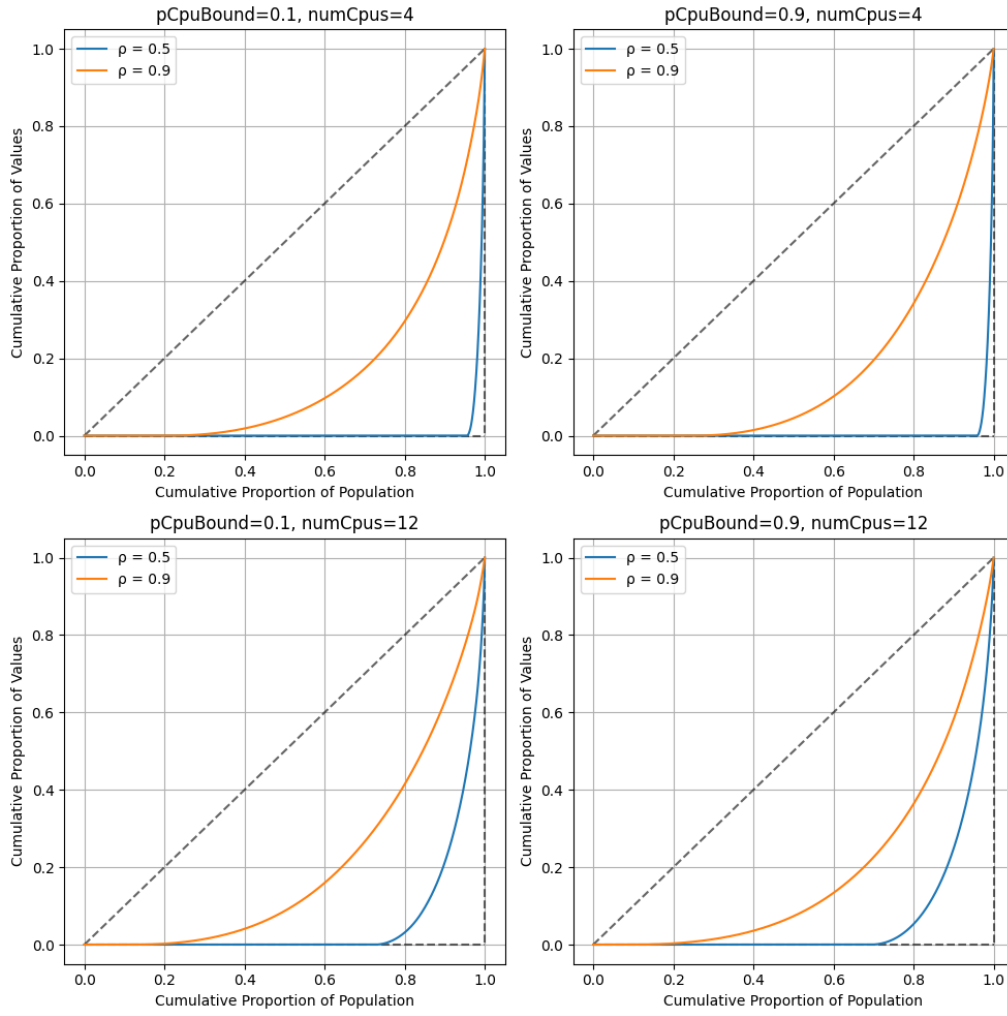 pCpuBound=0.1, numCpus=4
ρ = 0.5
ρ = 0.9
1.0
0.8
0.6
0.4
0.2
0.0
Cumulative Proportion of Values
0.0 0.2 0.4 0.6 0.8 1.0
Cumulative Proportion of Population
pCpuBound=0.9, numCpus=4
ρ = 0.5
ρ = 0.9
1.0
0.8
0.6
0.4
0.2
0.0
Cumulative Proportion of Values
0.0 0.2 0.4 0.6 0.8 1.0
Cumulative Proportion of Population
pCpuBound=0.1, numCpus=12
ρ = 0.5
ρ = 0.9
1.0
0.8
0.6
0.4
0.2
0.0
Cumulative Proportion of Values
0.0 0.2 0.4 0.6 0.8 1.0
Cumulative Proportion of Population
pCpuBound=0.9, numCpus=12
ρ = 0.5
ρ = 0.9
1.0
0.8
0.6
0.4
0.2
0.0
Cumulative Proportion of Values
0.0 0.2 0.4 0.6 0.8 1.0
Cumulative Proportion of Population